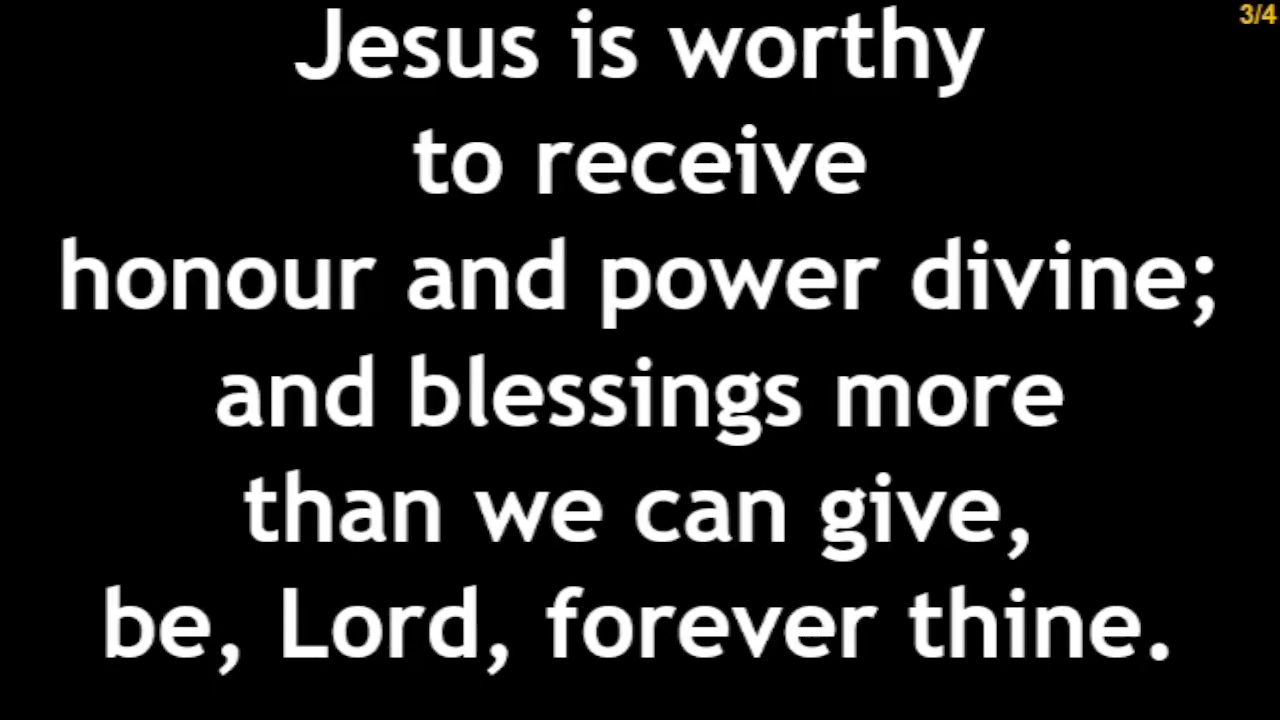 3/4
Jesus is worthy
to receive
honour and power divine;
and blessings more
than we can give,
be, Lord, forever thine.